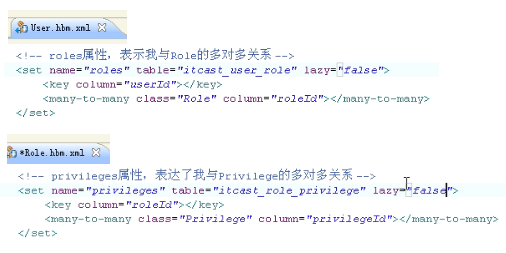 User.hbm.xml
<!-- roles属性，表示我与Role的多对多关系 -->
<set name="roles" table="itcast_user_role" lazy="false">
<key column="userId"></key>
<many-to-many class="Role" column="roleId"></many-to-many>
</set>
*Role.hbm.xml
<!-- privileges属性，表达了我与Privilege的多对多关系 -->
<set name="privileges" table="itcast_role_privilege" lazy="false">
<key column="roleId"></key>
<many-to-many class="Privilege" column="privilegeId"></many-to-many>
</set>